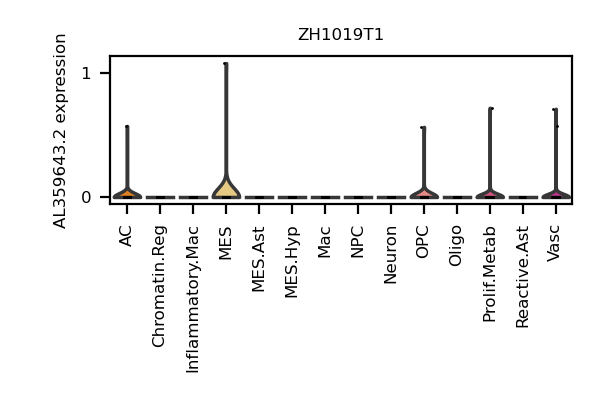 ZH1019T1
AL359643.2 expression
1
0
AC
Chromatin.Reg
Inflammatory.Mac
MES
MES.Ast
MES.Hyp
Mac
NPC
Neuron
OPC
Oligo
Prolif.Metab
Reactive.Ast
Vasc